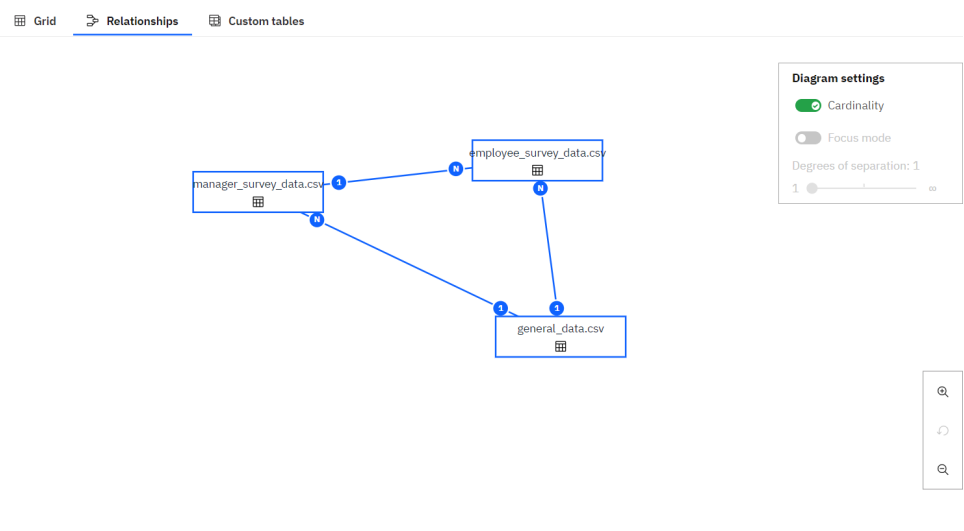 Grid Relationships Custom tables
Diagram settings
Cardinality
Focus mode
Degrees of separation: 1
1 ∞
employee_survey_data.csv
N
manager_survey_data.csv
1
N
N
1
1
general_data.csv